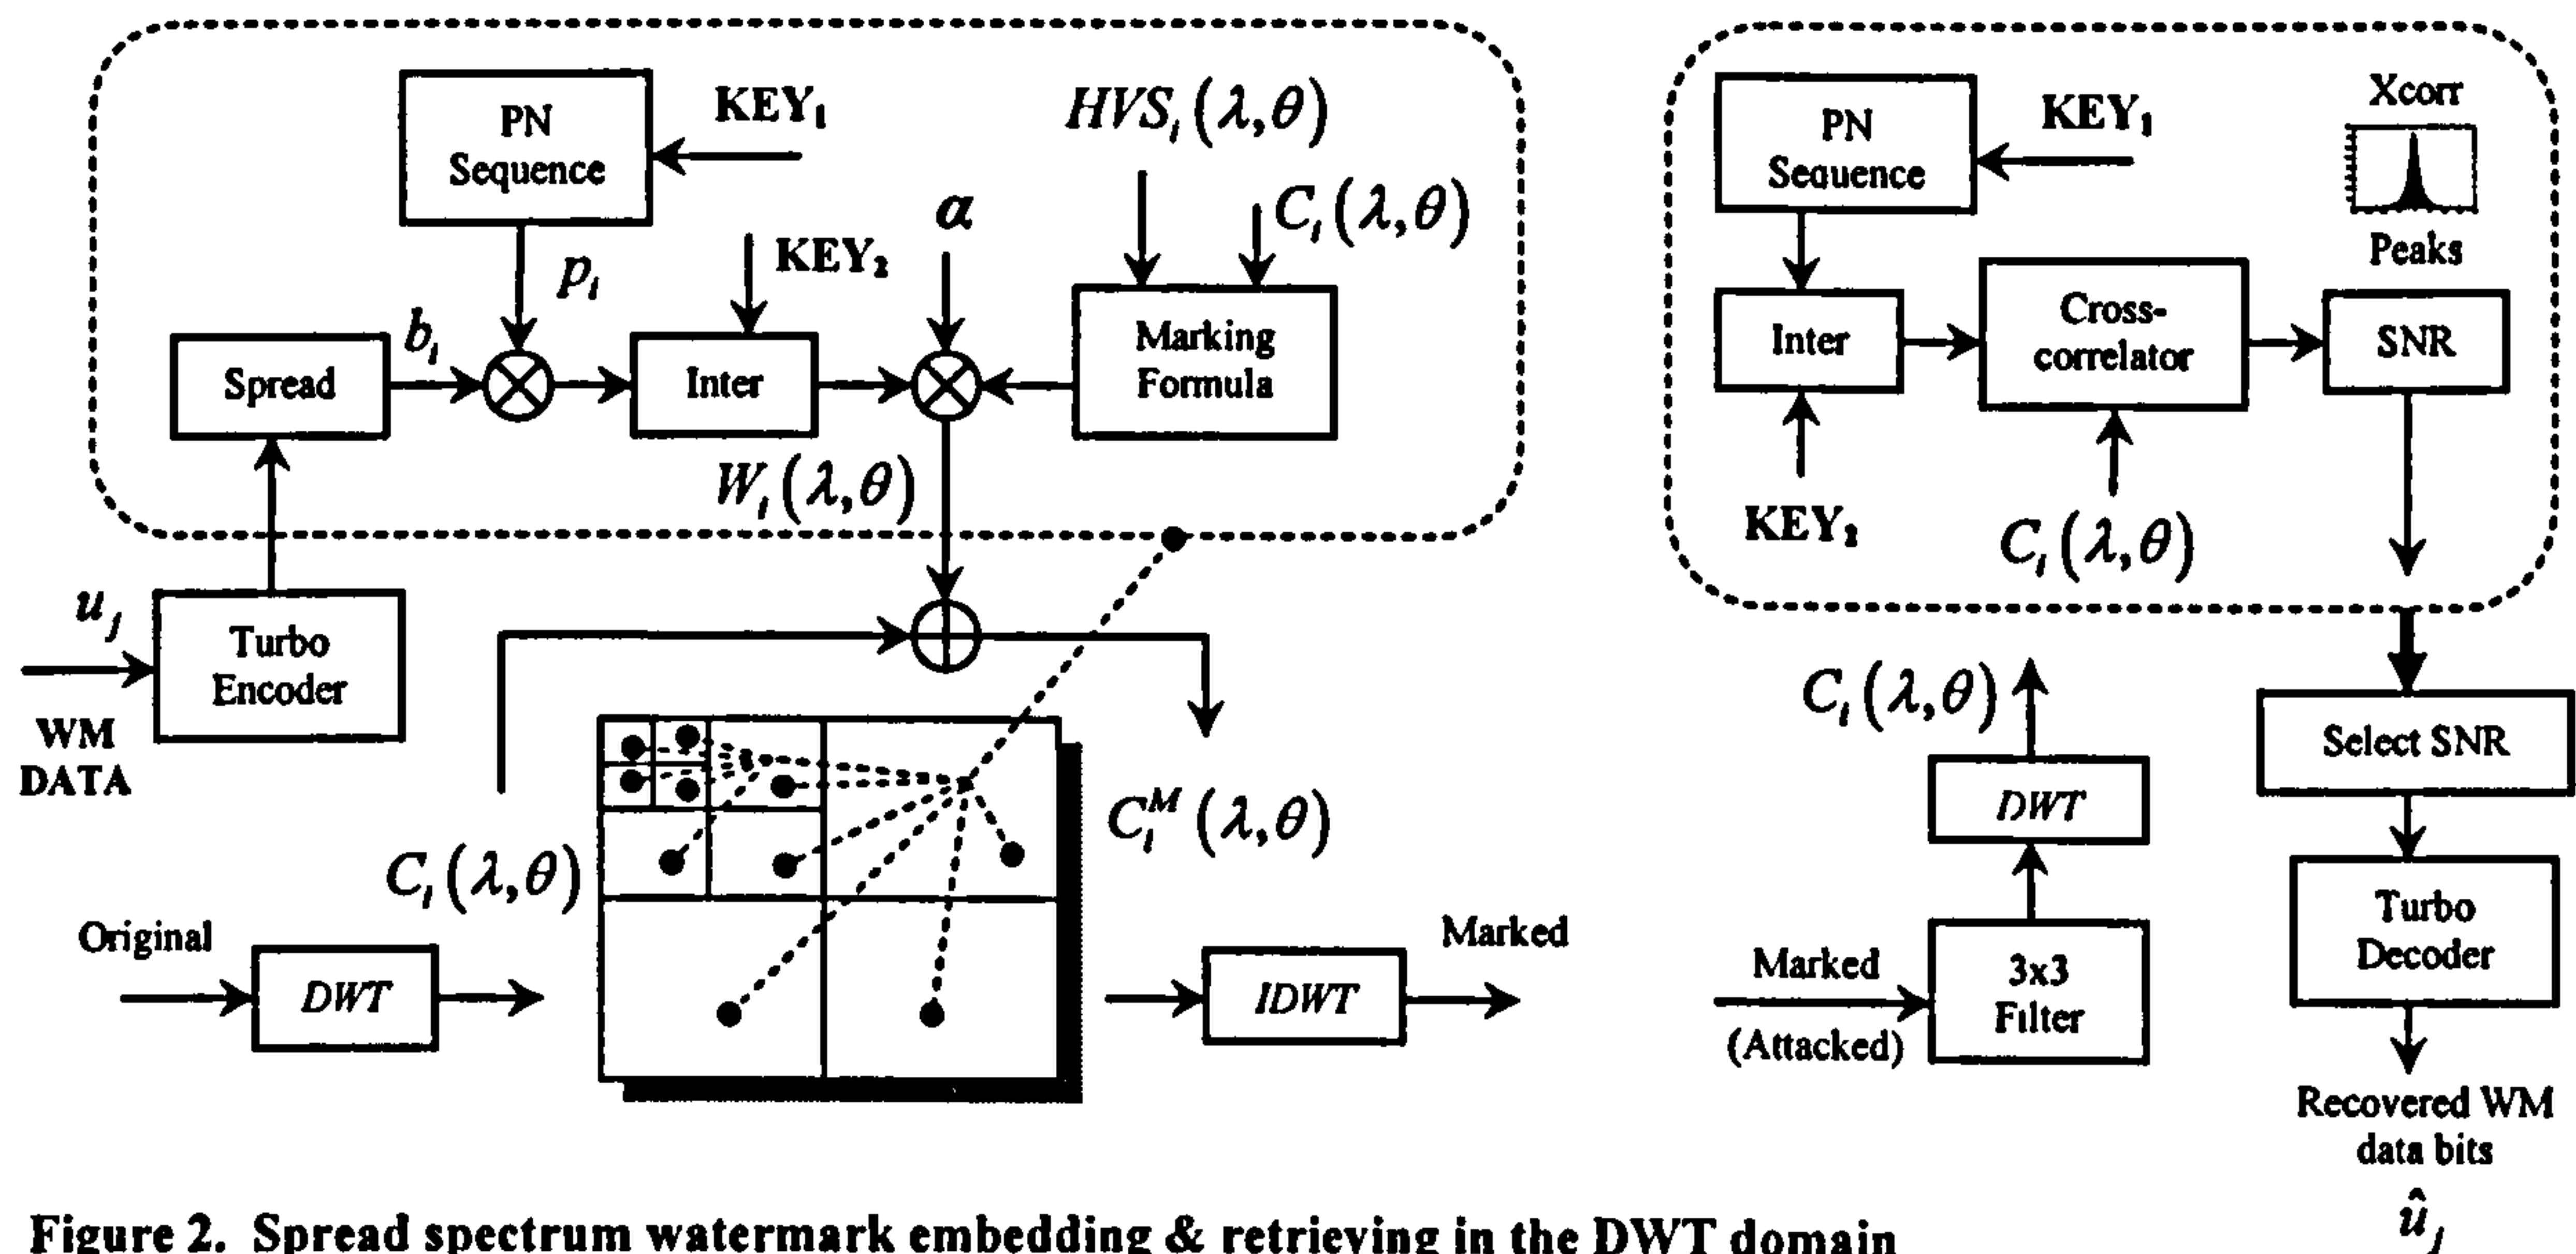 PN
Sequence
KEY₁
pᵢ
KEY₂
α
HVSᵢ(λ,θ)
Cᵢ(λ,θ)
Spread
bᵢ
Inter
Marking
Formula
Wᵢ(λ,θ)
uⱼ
WM
DATA
Turbo
Encoder
Cᵢ(λ,θ)
Cᵢᴹ(λ,θ)
Original
DWT
IDWT
Marked
PN
Sequence
KEY₁
Xcorr
Peaks
Inter
Cross-
correlator
SNR
KEY₂
Cᵢ(λ,θ)
Cᵢ(λ,θ)
DWT
Marked
(Attacked)
3x3
Filter
Select SNR
Turbo
Decoder
Recovered WM
data bits
ûⱼ
Figure 2. Spread spectrum watermark embedding & retrieving in the DWT domain